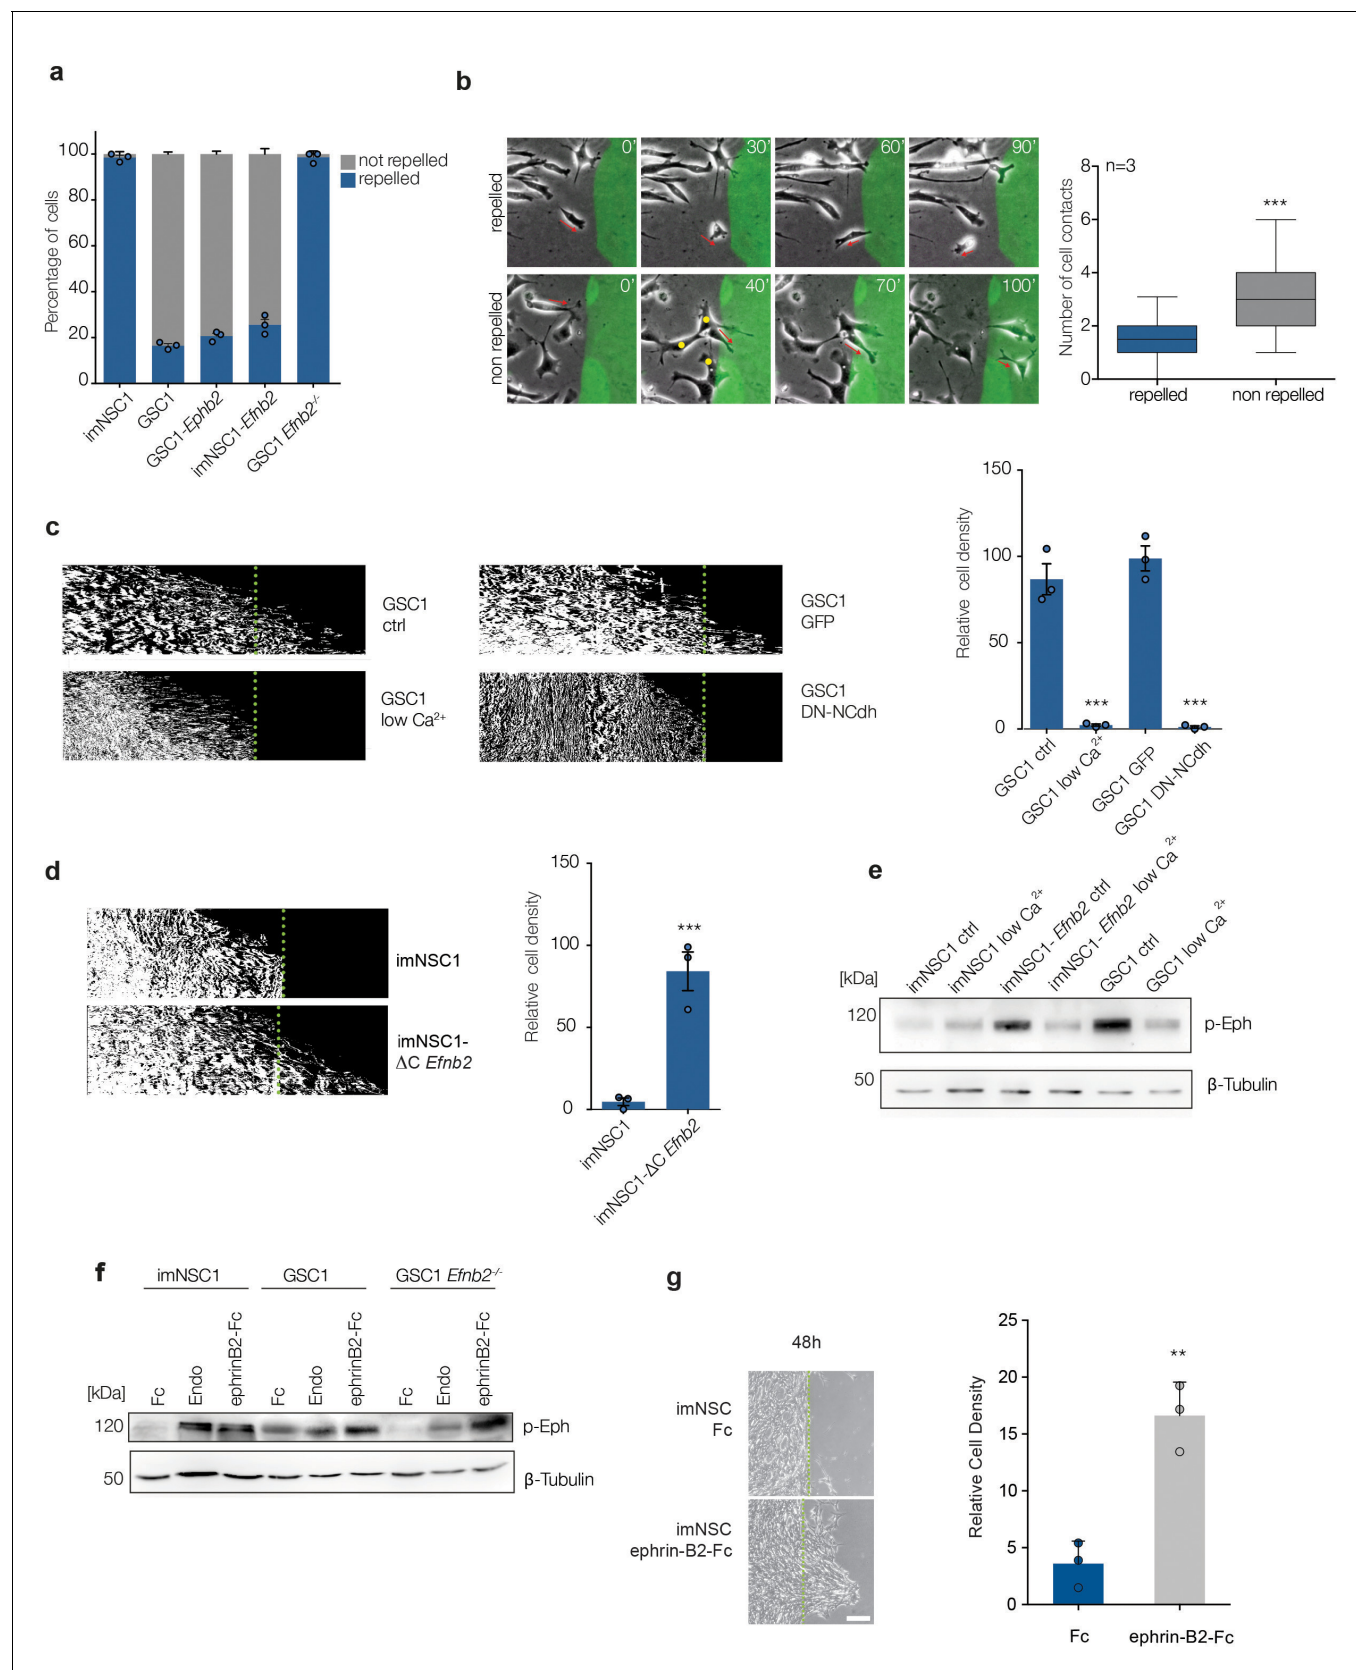 a
100
80
60
40
20
0
Percentage of cells
not repelled
repelled
imNSC1
GSC1
GSC1-Ephb2
imNSC1-Efnb2
GSC1 Efnb2-/-
b
repelled
0’
30’
60’
90’
non repelled
0’
40’
70’
100’
n=3
***
8
6
4
2
0
Number of cell contacts
repelled
non repelled
c
GSC1
ctrl
GSC1
low Ca2+
GSC1
GFP
GSC1
DN-NCdh
150
100
50
0
Relative cell density
***
***
GSC1 ctrl
GSC1 low Ca2+
GSC1 GFP
GSC1 DN-NCdh
d
imNSC1
imNSC1-
ΔC Efnb2
150
100
50
0
Relative cell density
***
imNSC1
imNSC1-ΔC Efnb2
e
imNSC1 ctrl
imNSC1 low Ca2+
imNSC1- Efnb2 ctrl
imNSC1- Efnb2 low Ca2+
GSC1 ctrl
GSC1 low Ca2+
[kDa]
120
p-Eph
50
β-Tubulin
f
imNSC1
GSC1
GSC1 Efnb2-/-
Fc
Endo
ephrinB2-Fc
Fc
Endo
ephrinB2-Fc
Fc
Endo
ephrinB2-Fc
[kDa]
120
p-Eph
50
β-Tubulin
g
48h
imNSC
Fc
imNSC
ephrin-B2-Fc
25
20
15
10
5
0
Relative Cell Density
**
Fc
ephrin-B2-Fc